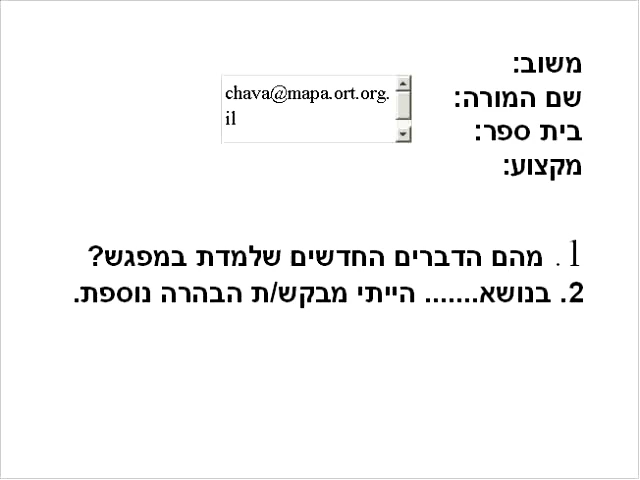 משוב:
שם המורה:
בית ספר:
מקצוע:
chava@mapa.ort.org.
il
1. מהם הדברים החדשים שלמדת במפגש?
2. בנושא....... הייתי מבקש/ת הבהרה נוספת.